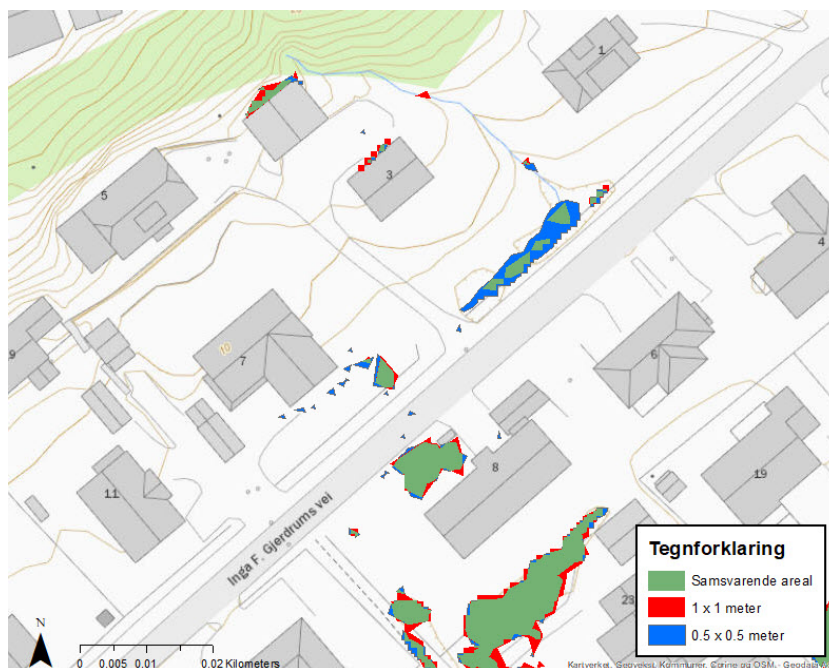 1
3
5
4
9
10
7
6
8
19
11
Inga F. Gjerdrums vei
23
Tegnforklaring
Samsvarende areal
1 x 1 meter
0.5 x 0.5 meter
N
0 0.005 0.01 0.02 Kilometers
Kartverket, Geovekst, Kommuner, Corine og OSM - Geodata AS